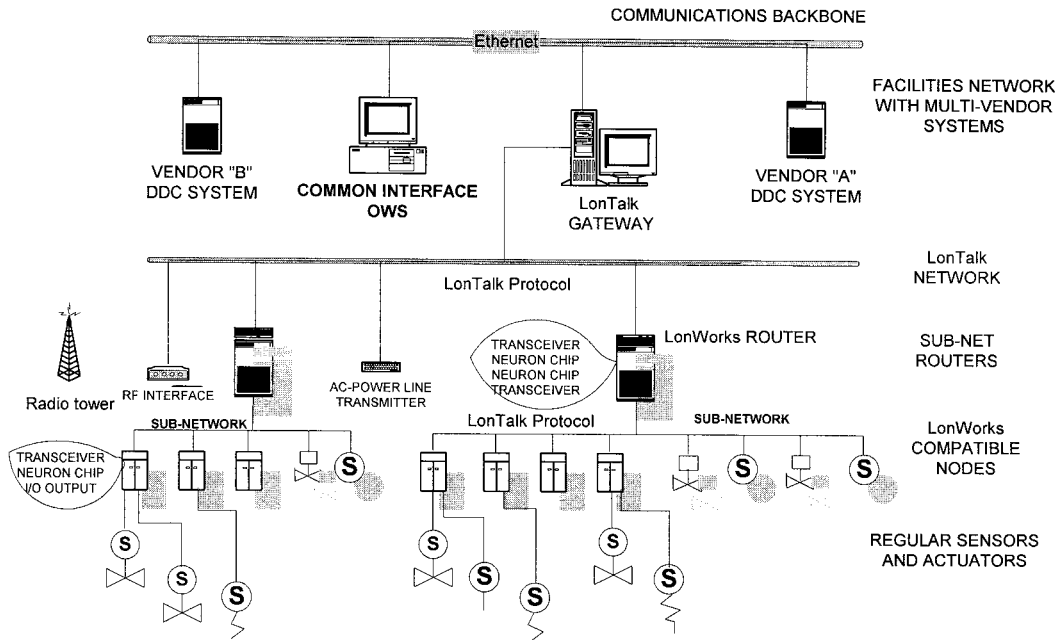 COMMUNICATIONS BACKBONE
Ethernet
FACILITIES NETWORK
WITH MULTI-VENDOR
SYSTEMS
VENDOR "B"
DDC SYSTEM
COMMON INTERFACE
OWS
LonTalk
GATEWAY
VENDOR "A"
DDC SYSTEM
LonTalk
NETWORK
LonTalk Protocol
TRANSCEIVER
NEURON CHIP
NEURON CHIP
TRANSCEIVER
LonWorks ROUTER
SUB-NET
ROUTERS
Radio tower
RF INTERFACE
AC-POWER LINE
TRANSMITTER
SUB-NETWORK
LonTalk Protocol
SUB-NETWORK
LonWorks
COMPATIBLE
NODES
TRANSCEIVER
NEURON CHIP
I/O OUTPUT
S
S
S
REGULAR SENSORS
AND ACTUATORS
S
S
S
S
S
S
S
S